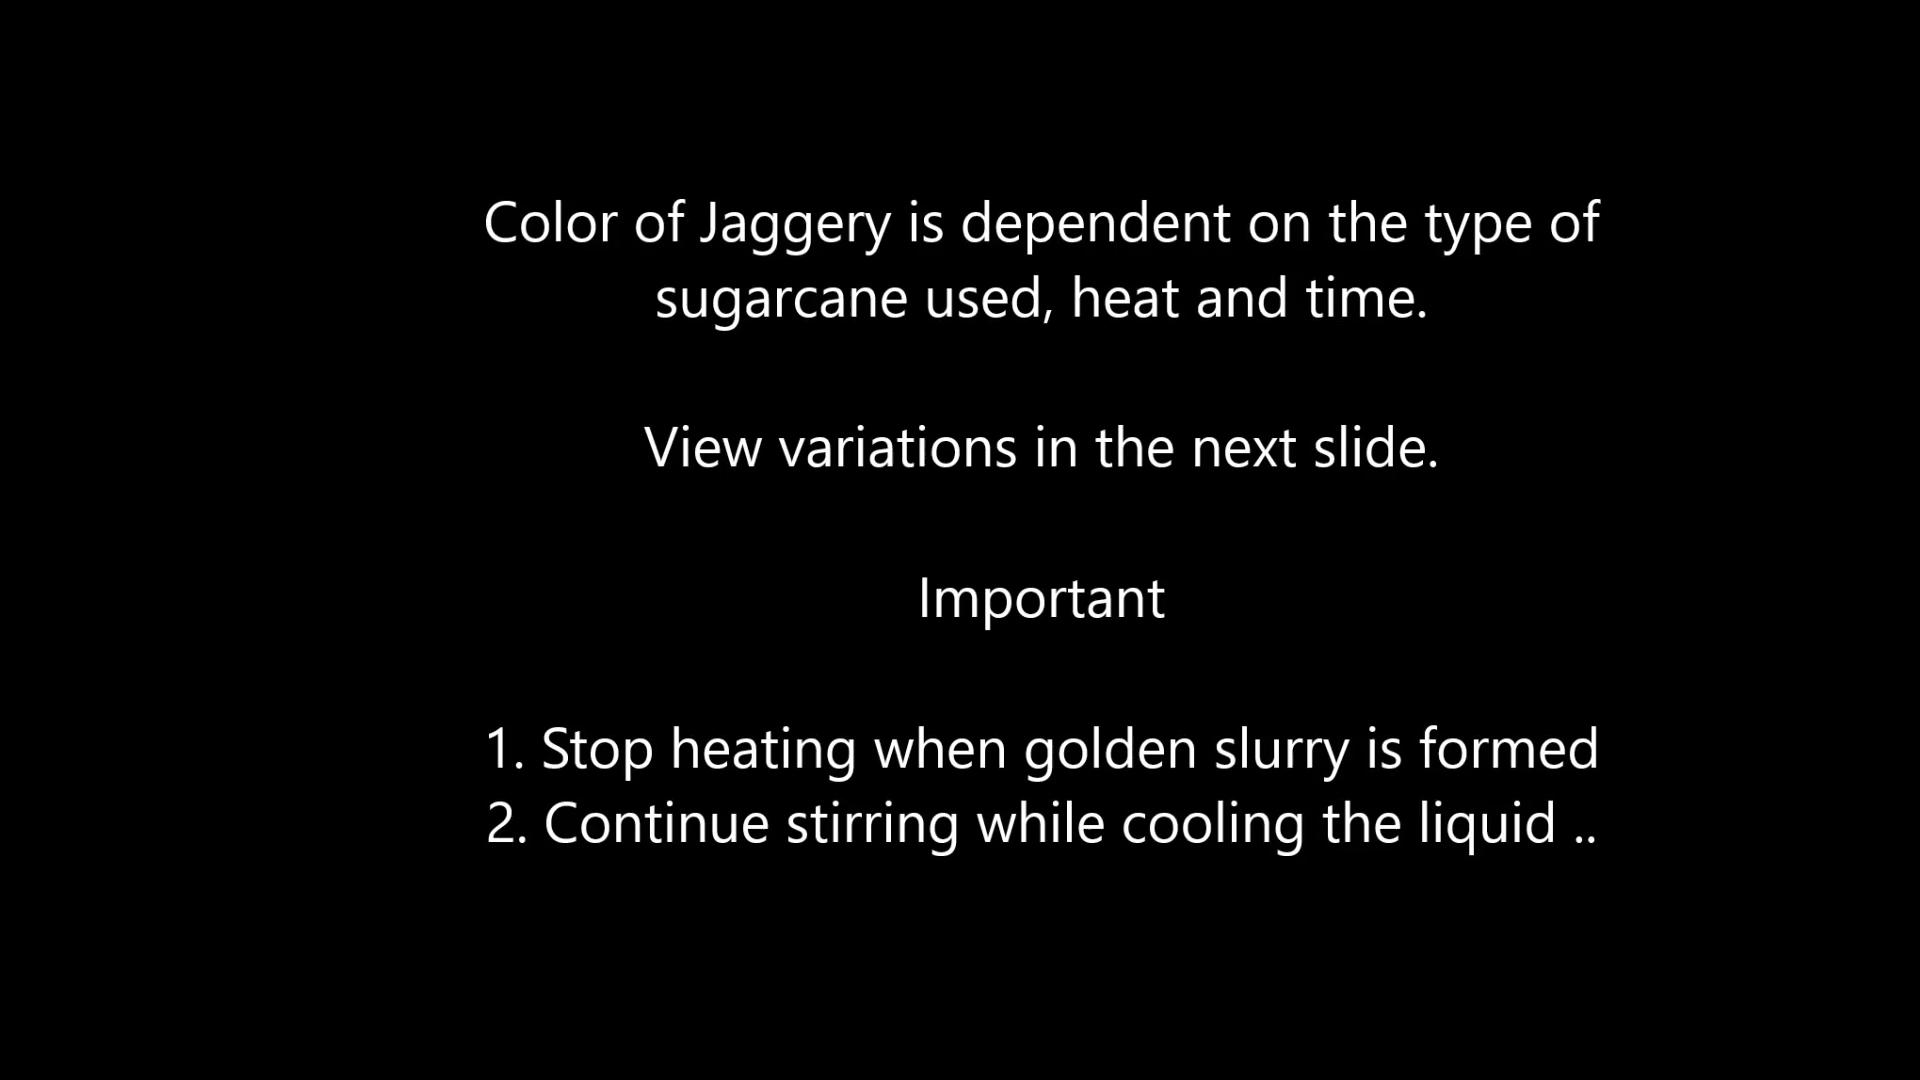 Color of Jaggery is dependent on the type of
sugarcane used, heat and time.
View variations in the next slide.
Important
1. Stop heating when golden slurry is formed
2. Continue stirring while cooling the liquid ..